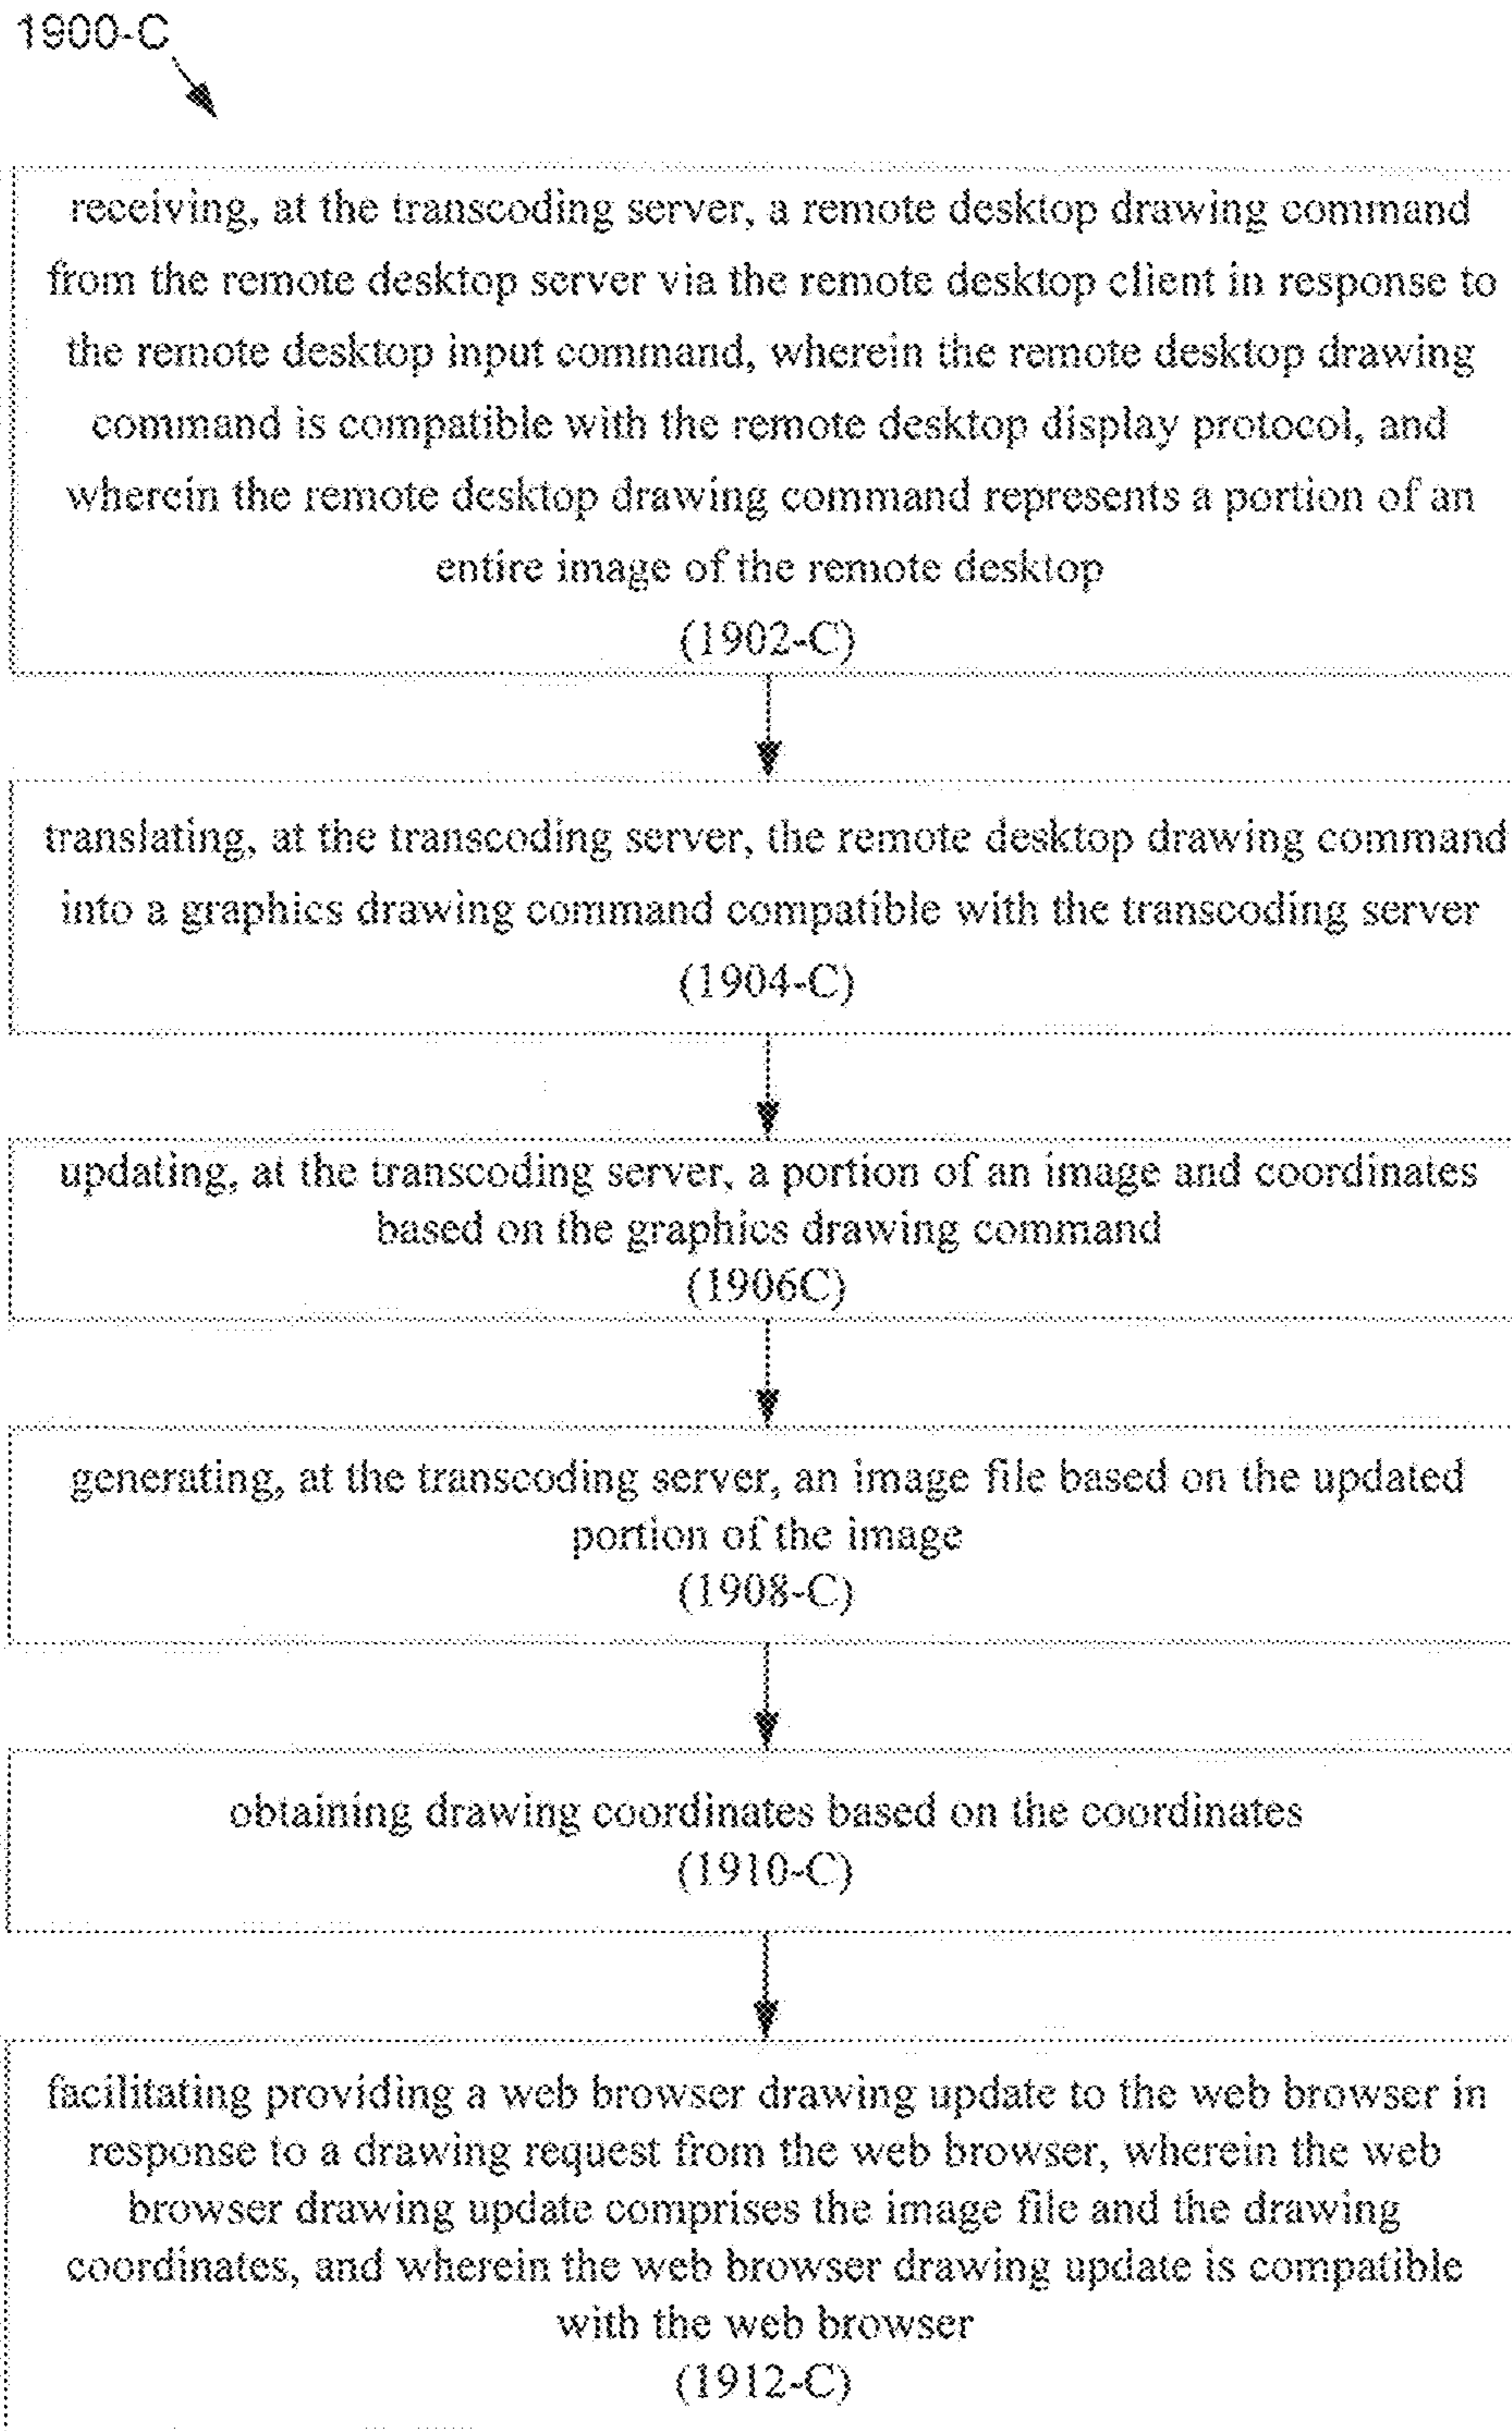 1900-C
receiving, at the transcoding server, a remote desktop drawing command
from the remote desktop server via the remote desktop client in response to
the remote desktop input command, wherein the remote desktop drawing
command is compatible with the remote desktop display protocol, and
wherein the remote desktop drawing command represents a portion of an
entire image of the remote desktop
(1902-C)
translating, at the transcoding server, the remote desktop drawing command
into a graphics drawing command compatible with the transcoding server
(1904-C)
updating, at the transcoding server, a portion of an image and coordinates
based on the graphics drawing command
(1906C)
generating, at the transcoding server, an image file based on the updated
portion of the image
(1908-C)
obtaining drawing coordinates based on the coordinates
(1910-C)
facilitating providing a web browser drawing update to the web browser in
response to a drawing request from the web browser, wherein the web
browser drawing update comprises the image file and the drawing
coordinates, and wherein the web browser drawing update is compatible
with the web browser
(1912-C)